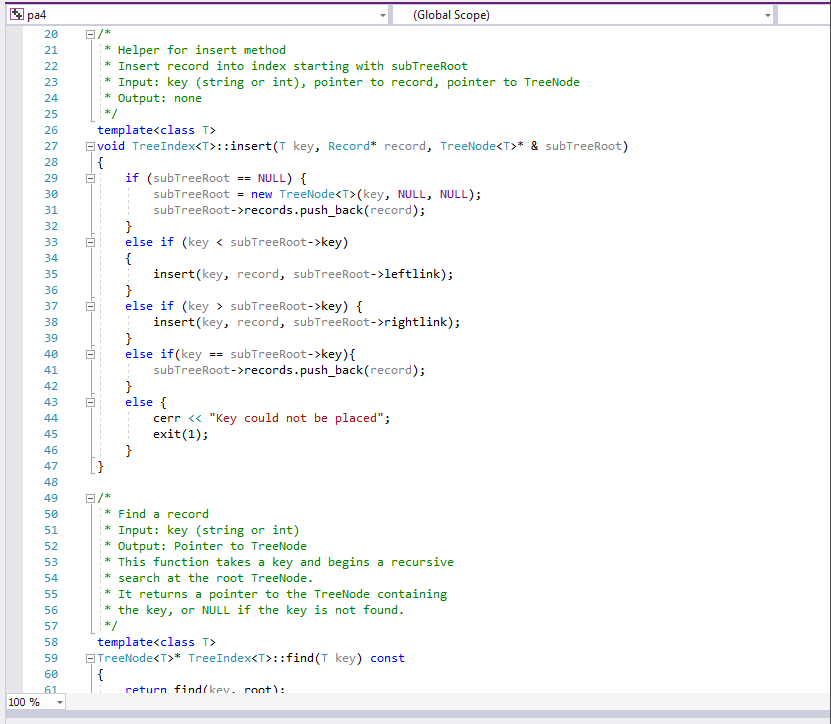 pa4 (Global Scope)
20 /*
21 * Helper for insert method
22 * Insert record into index starting with subTreeRoot
23 * Input: key (string or int), pointer to record, pointer to TreeNode
24 * Output: none
25 */
26 template<class T>
27 void TreeIndex<T>::insert(T key, Record* record, TreeNode<T>* & subTreeRoot)
28 {
29 if (subTreeRoot == NULL) {
30 subTreeRoot = new TreeNode<T>(key, NULL, NULL);
31 subTreeRoot->records.push_back(record);
32 }
33 else if (key < subTreeRoot->key)
34 {
35 insert(key, record, subTreeRoot->leftlink);
36 }
37 else if (key > subTreeRoot->key) {
38 insert(key, record, subTreeRoot->rightlink);
39 }
40 else if(key == subTreeRoot->key){
41 subTreeRoot->records.push_back(record);
42 }
43 else {
44 cerr << "Key could not be placed";
45 exit(1);
46 }
47 }
48
49 /*
50 * Find a record
51 * Input: key (string or int)
52 * Output: Pointer to TreeNode
53 * This function takes a key and begins a recursive
54 * search at the root TreeNode.
55 * It returns a pointer to the TreeNode containing
56 * the key, or NULL if the key is not found.
57 */
58 template<class T>
59 TreeNode<T>* TreeIndex<T>::find(T key) const
60 {
61 return find(key, root);
100 %